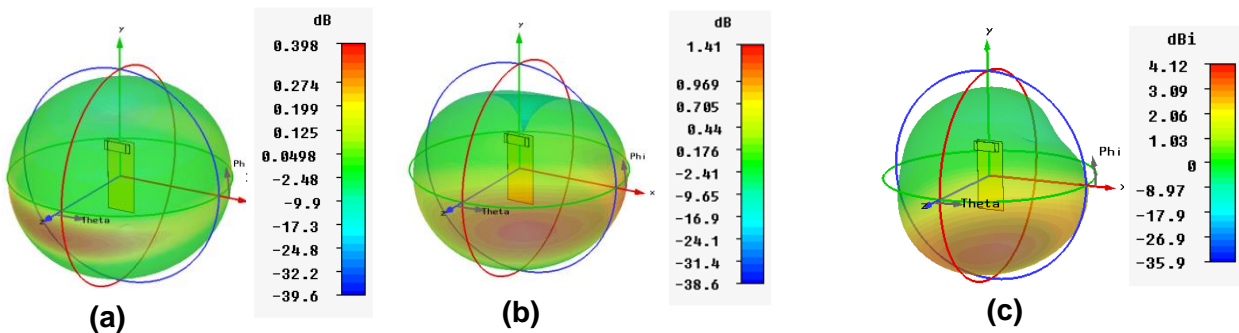 dB
0.398
0.274
0.199
0.125
0.0498
-2.48
-9.9
-17.3
-24.8
-32.2
-39.6
y
Ph
x
z
Theta
(a)
dB
1.41
0.969
0.705
0.44
0.176
-2.41
-9.65
-16.9
-24.1
-31.4
-38.6
y
Phi
x
z
Theta
(b)
dBi
4.12
3.09
2.06
1.03
0
-8.97
-17.9
-26.9
-35.9
y
Phi
x
z
Theta
(c)